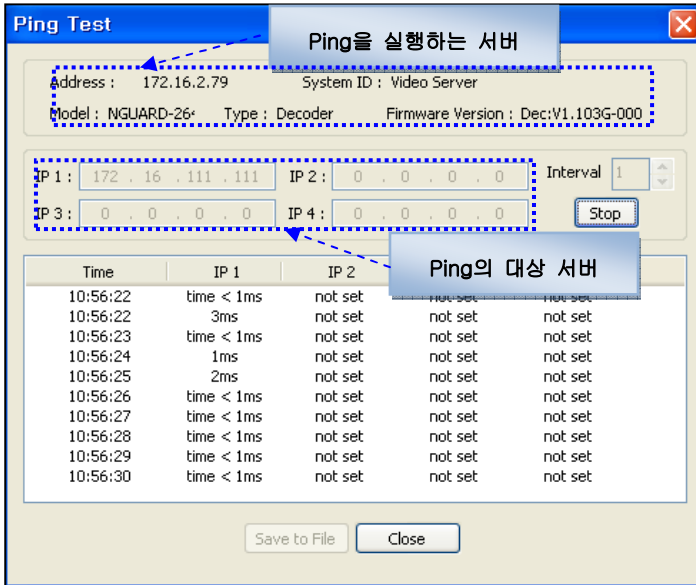 Ping Test
Ping을 실행하는 서버
Address : 172.16.2.79 System ID : Video Server
Model : NGUARD-26 Type : Decoder Firmware Version : Dec:V1.103G-000
IP 1 : 172 . 16 . 111 . 111 IP 2 : 0 . 0 . 0 . 0 Interval 1
IP 3 : 0 . 0 . 0 . 0 IP 4 : 0 . 0 . 0 . 0 Stop
Ping의 대상 서버
Time IP 1 IP 2
10:56:22 time < 1ms not set not set not set
10:56:22 3ms not set not set not set
10:56:23 time < 1ms not set not set not set
10:56:24 1ms not set not set not set
10:56:25 2ms not set not set not set
10:56:26 time < 1ms not set not set not set
10:56:27 time < 1ms not set not set not set
10:56:28 time < 1ms not set not set not set
10:56:29 time < 1ms not set not set not set
10:56:30 time < 1ms not set not set not set
Save to File Close